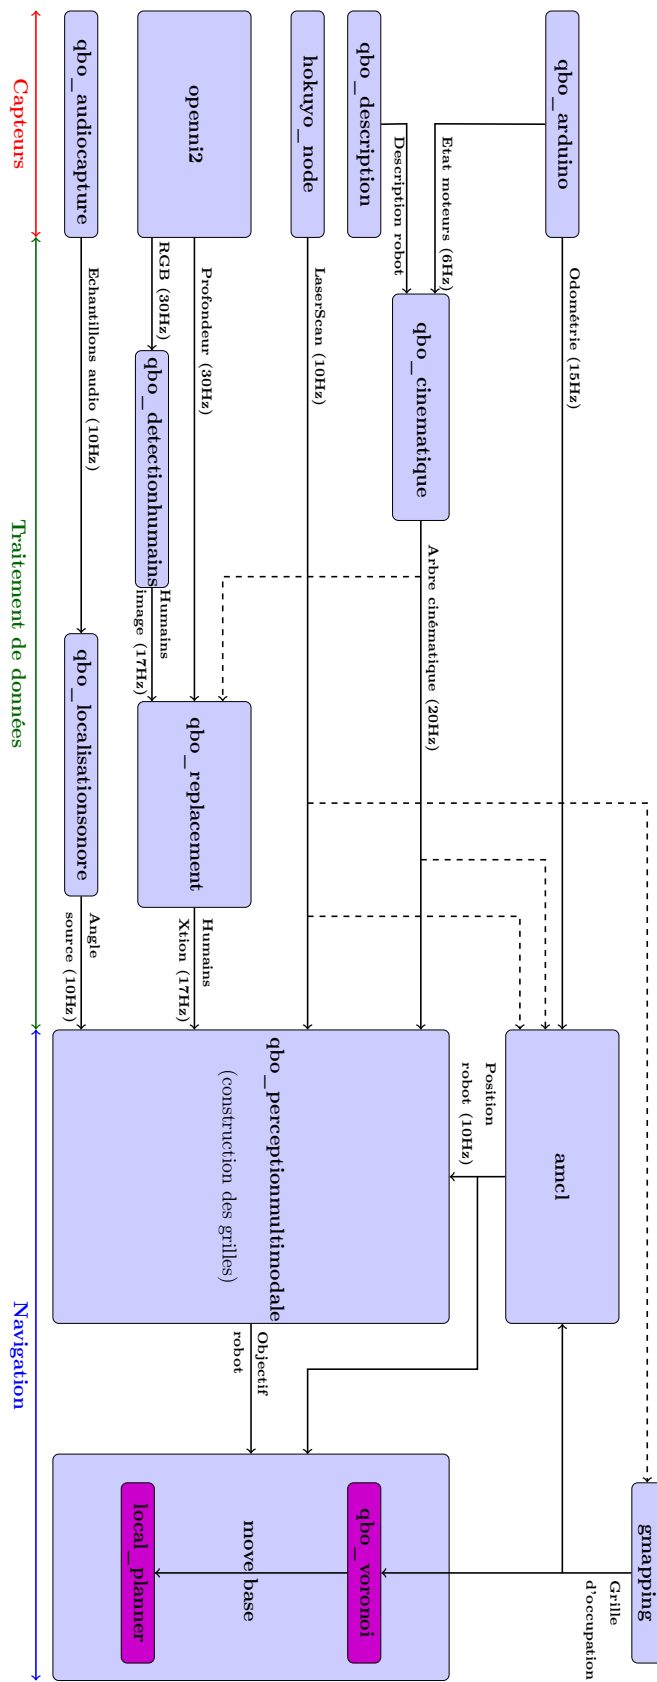 qbo_arduino
qbo_description
hokuyo_node
openni2
qbo_audiocapture
Capteurs
Odométrie (15Hz)
Etat moteurs (6Hz)
Description robot
LaserScan (10Hz)
Profondeur (30Hz)
RGB (30Hz)
Echantillons audio (10Hz)
qbo_cinematique
qbo_detectionhumains
Arbre cinématique (20Hz)
Humains
image (17Hz)
qbo_replacement
qbo_localisationsonore
Traitement de données
Humains
Xtion (17Hz)
Angle
source (10Hz)
amcl
Position
robot (10Hz)
qbo_perceptionmultimodale
(construction des grilles)
Objectif
robot
gmapping
Grille
d'occupation
qbo_voronoi
move base
local_planner
Navigation